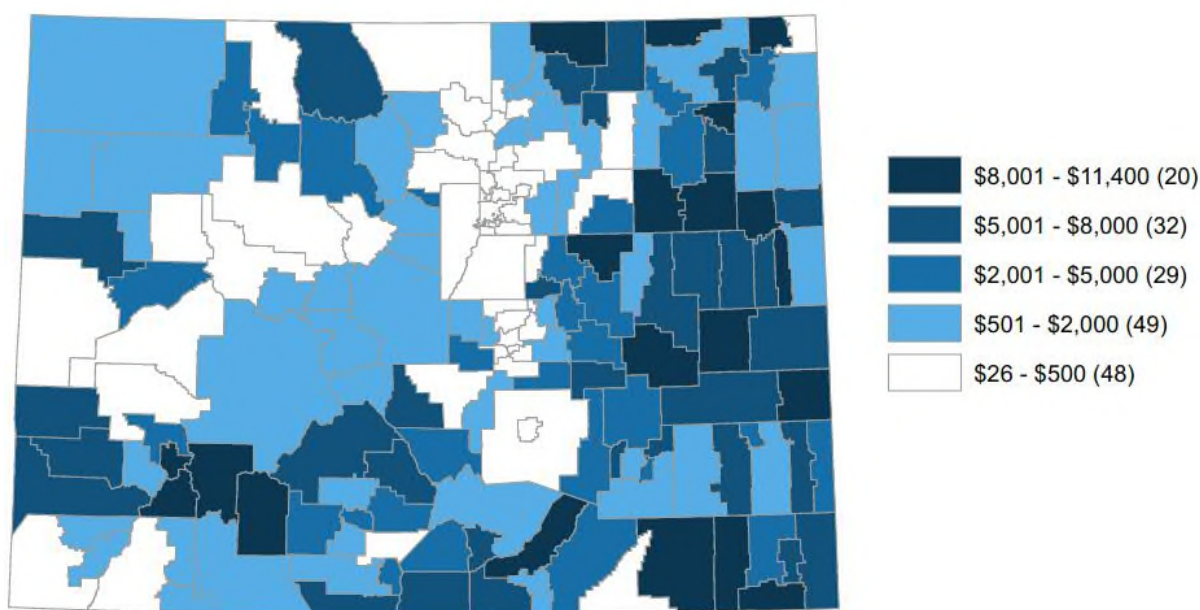 $8,001 - $11,400 (20)
$5,001 - $8,000 (32)
$2,001 - $5,000 (29)
$501 - $2,000 (49)
$26 - $500 (48)